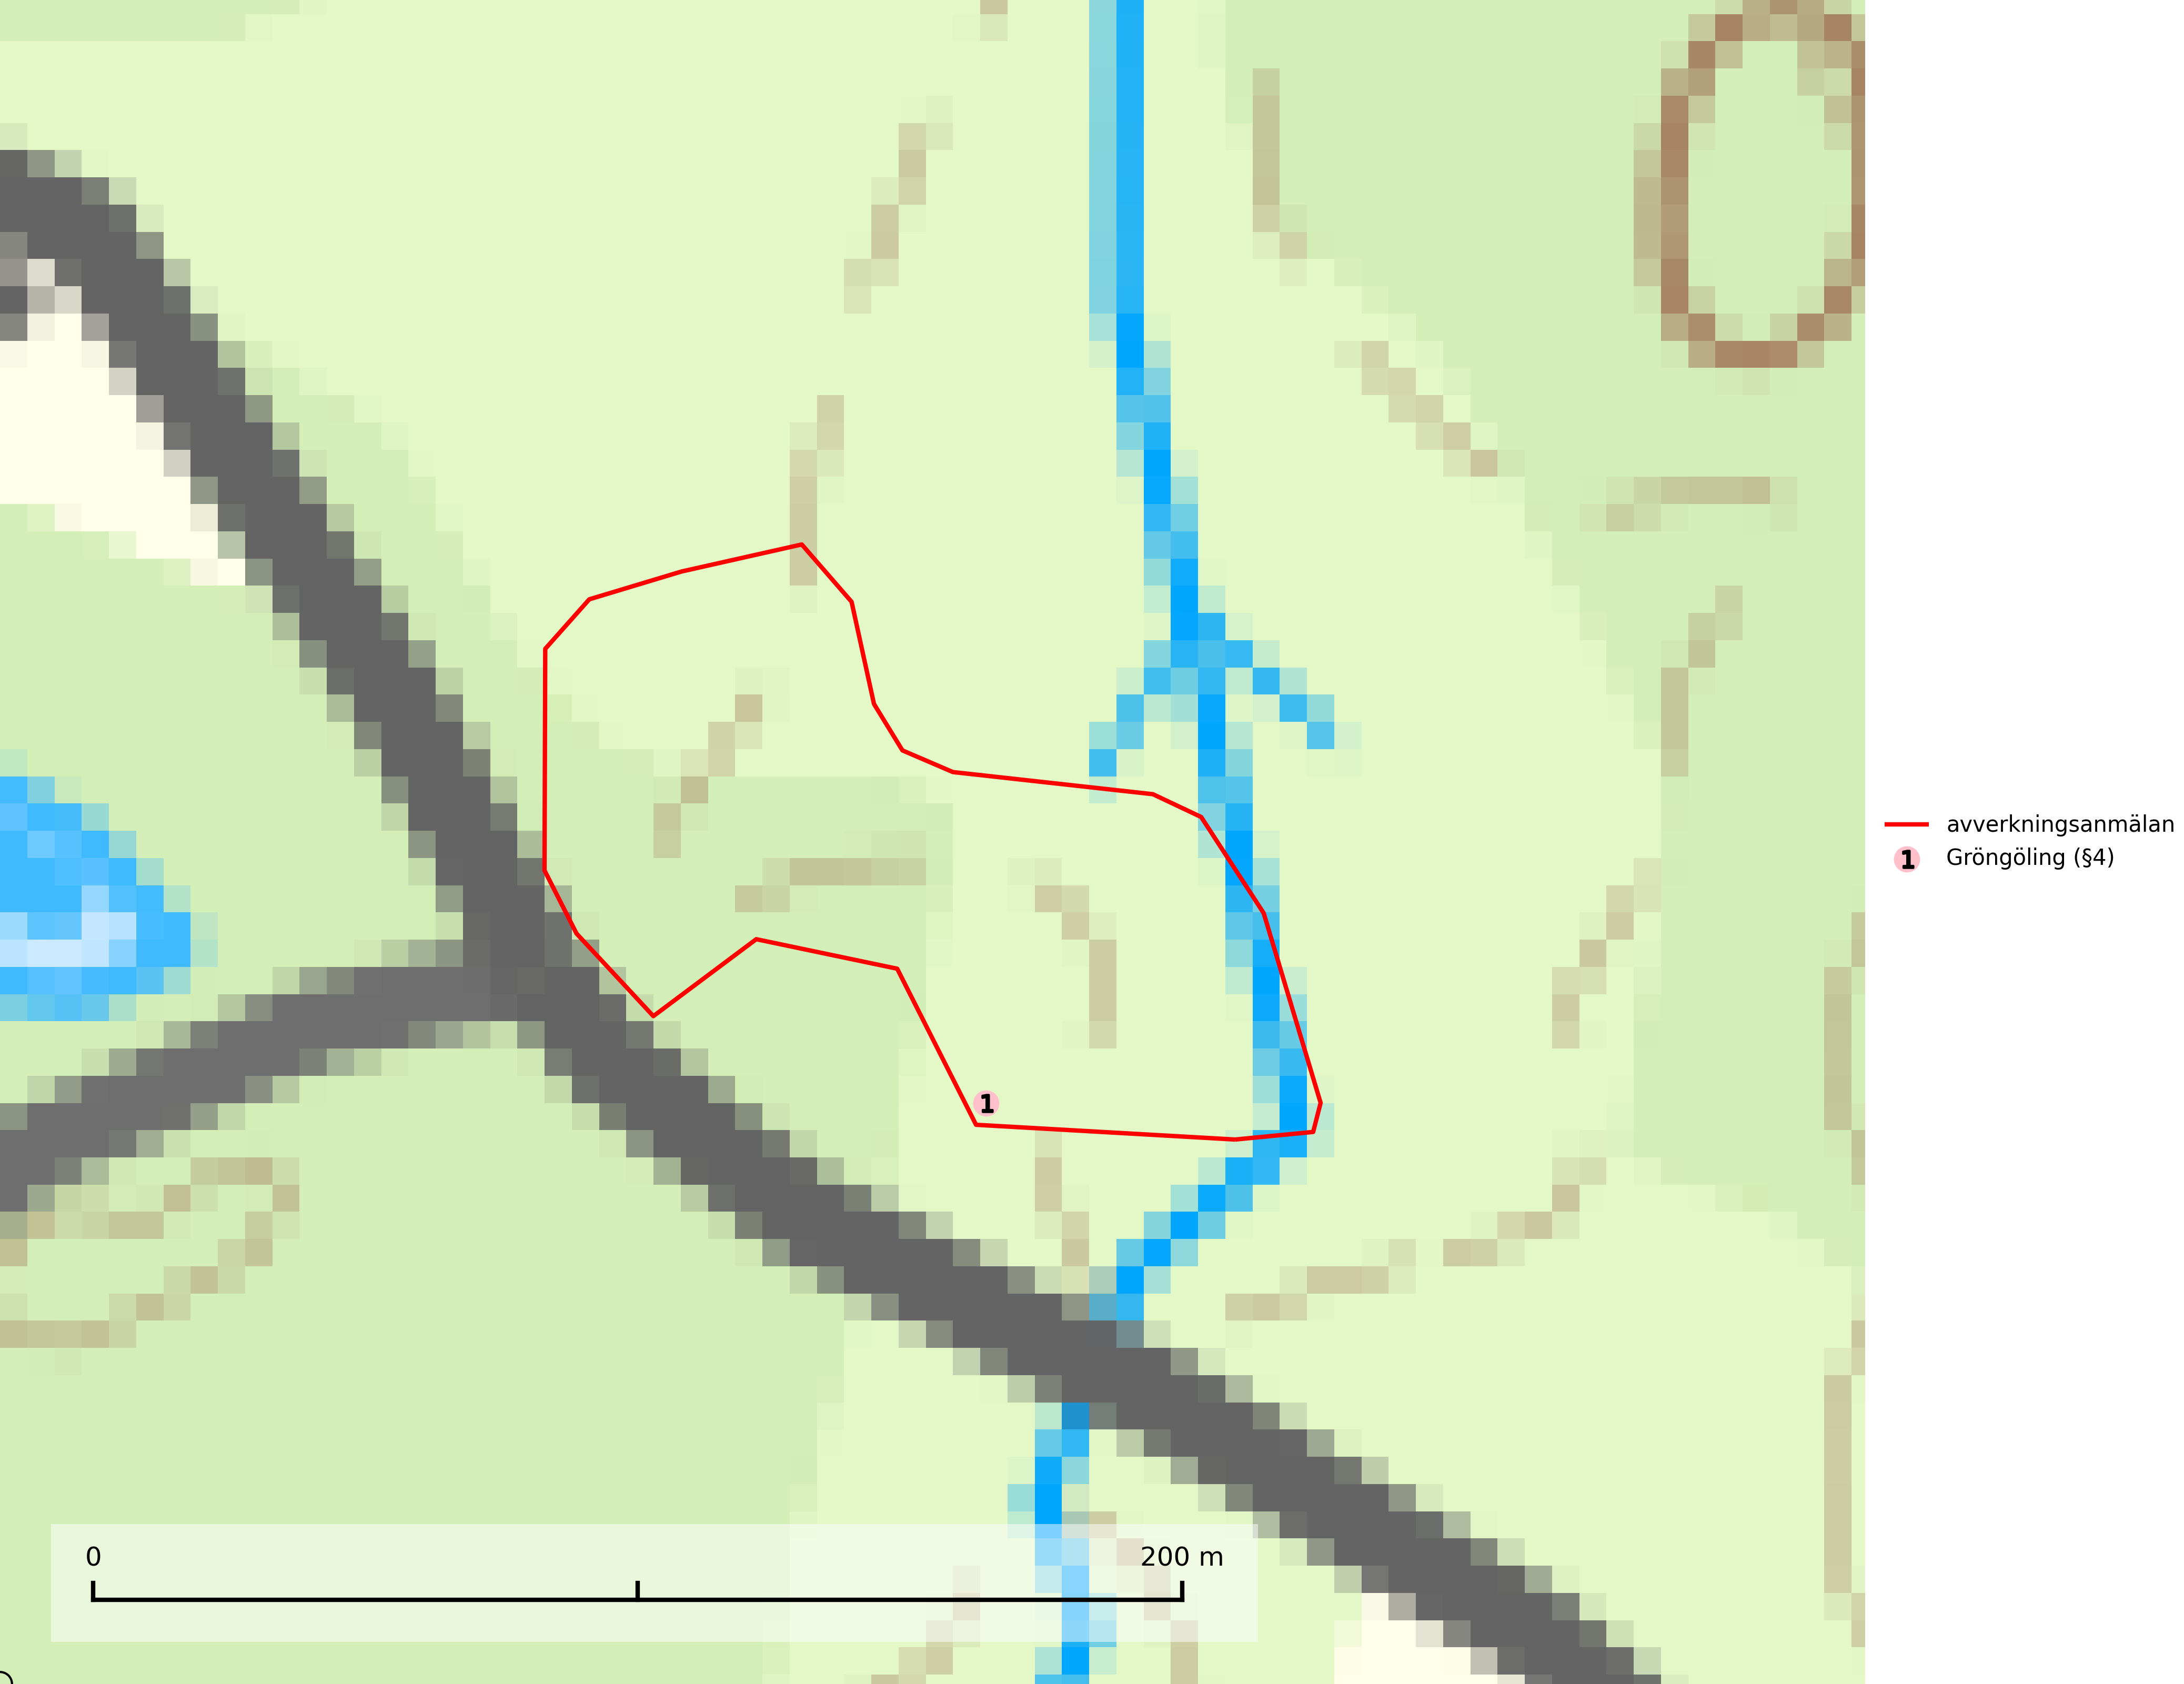 avverkningsanmälan
1 Gröngöling (§4)
1
0 200 m